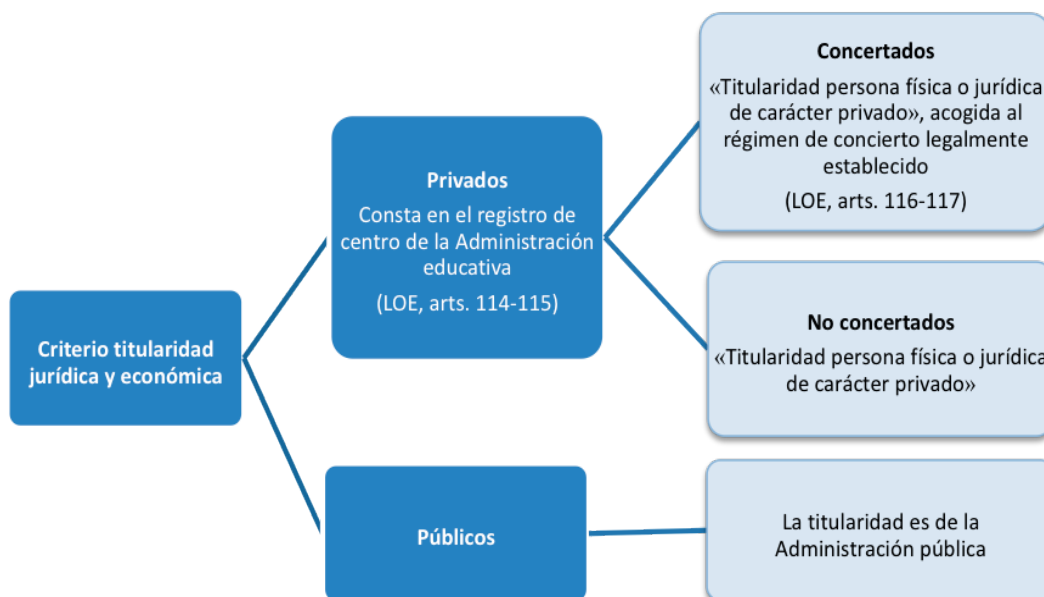 Criterio titularidad
jurídica y económica
Privados
Consta en el registro de
centro de la Administración
educativa
(LOE, arts. 114-115)
Concertados
«Titularidad persona física o jurídica
de carácter privado», acogida al
régimen de concierto legalmente
establecido
(LOE, arts. 116-117)
No concertados
«Titularidad persona física o jurídica
de carácter privado»
Públicos
La titularidad es de la
Administración pública